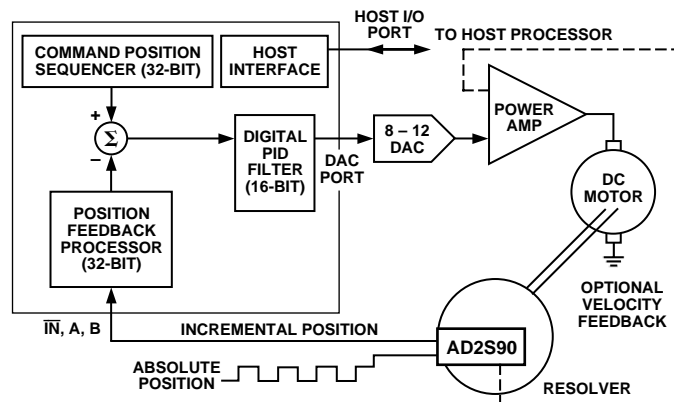 COMMAND POSITION
SEQUENCER (32-BIT)
HOST
INTERFACE
HOST I/O
PORT
TO HOST PROCESSOR
+
Σ
–
DIGITAL
PID
FILTER
(16-BIT)
DAC
PORT
8 – 12
DAC
POWER
AMP
DC
MOTOR
POSITION
FEEDBACK
PROCESSOR
(32-BIT)
OPTIONAL
VELOCITY
FEEDBACK
I̅N̅, A, B
INCREMENTAL POSITION
AD2S90
ABSOLUTE
POSITION
RESOLVER